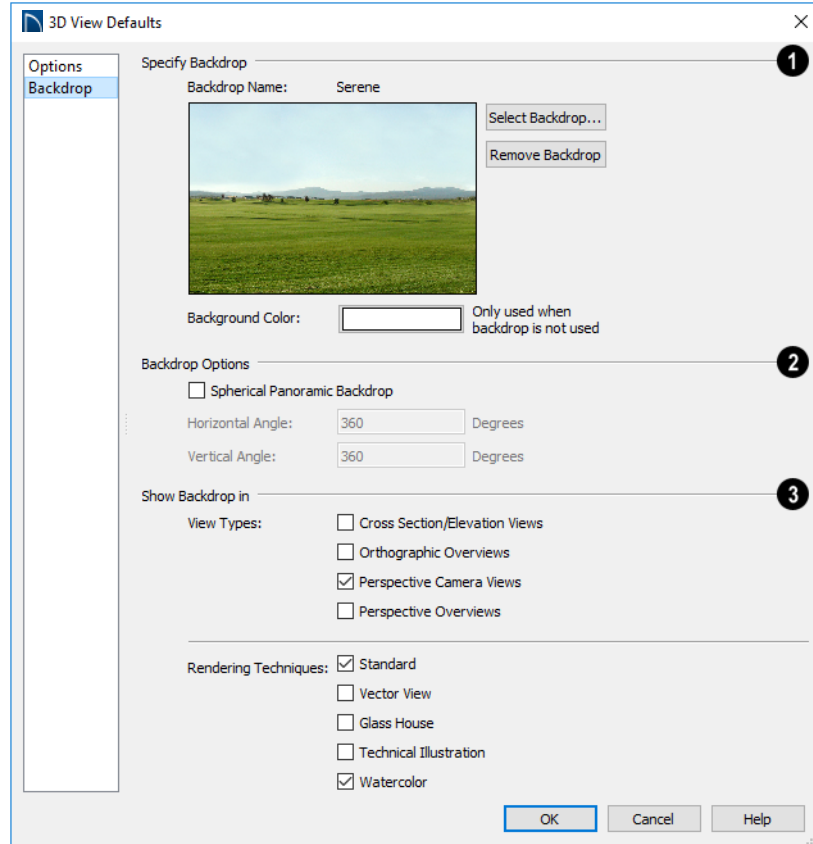 3D View Defaults
Options
Backdrop
Specify Backdrop
1
Backdrop Name: Serene
Select Backdrop...
Remove Backdrop
Background Color:
Only used when
backdrop is not used
Backdrop Options
2
Spherical Panoramic Backdrop
Horizontal Angle: 360 Degrees
Vertical Angle: 360 Degrees
Show Backdrop in
3
View Types:
Cross Section/Elevation Views
Orthographic Overviews
Perspective Camera Views
Perspective Overviews
Rendering Techniques:
Standard
Vector View
Glass House
Technical Illustration
Watercolor
OK Cancel Help